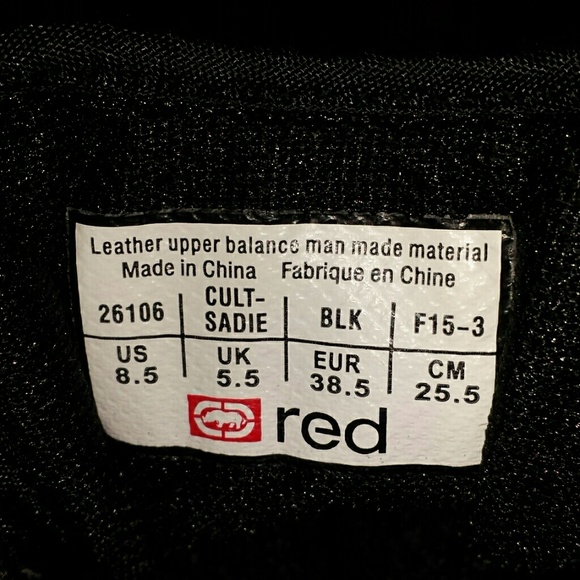 Leather upper balance man made material
Made in China Fabrique en Chine
26106 CULT-SADIE BLK F15-3
US 8.5 UK 5.5 EUR 38.5 CM 25.5
red